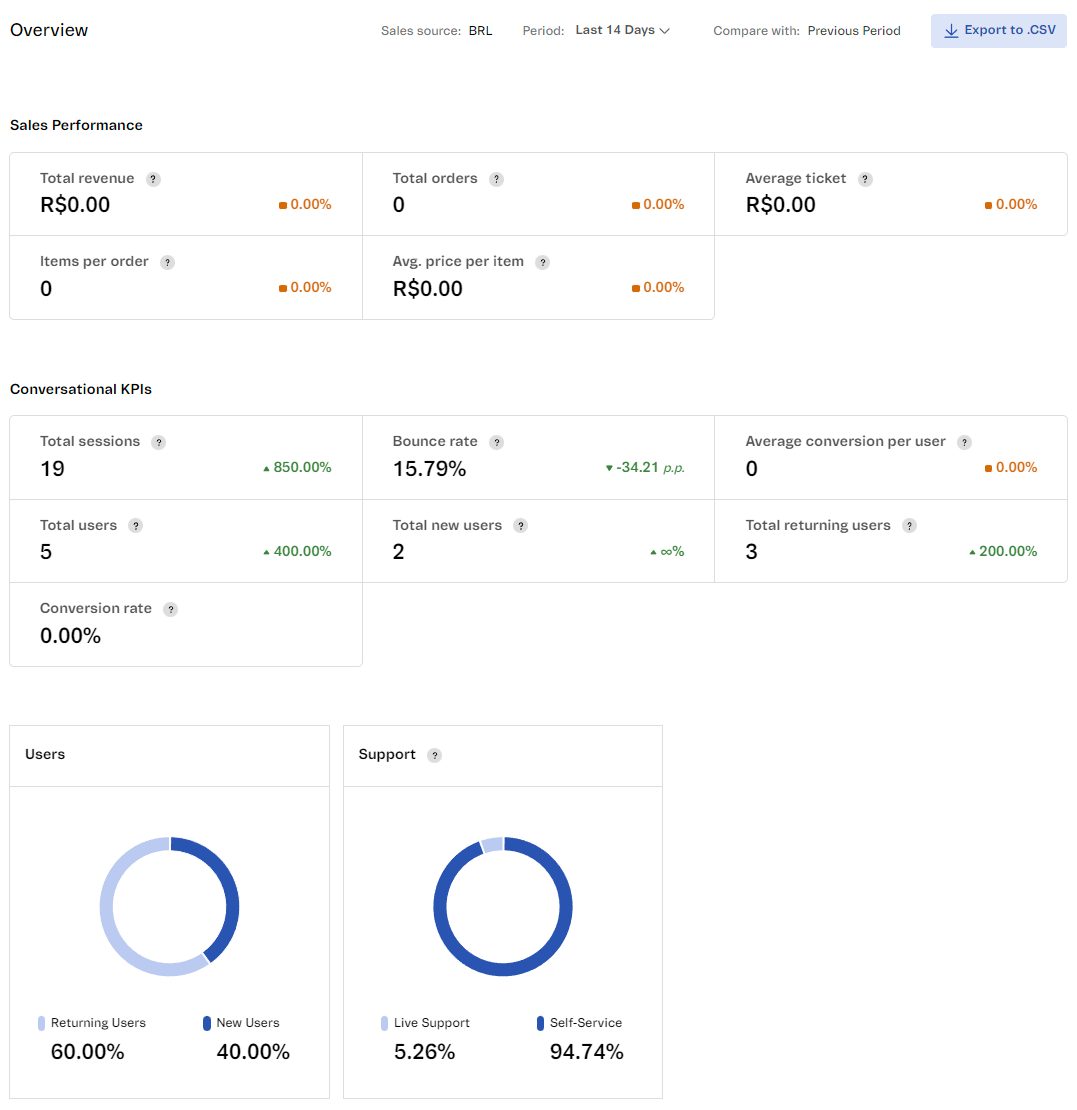 Overview
Sales source: BRL Period: Last 14 Days Compare with: Previous Period Export to .CSV
Sales Performance
Total revenue ? Total orders ? Average ticket ?
R$0.00 0.00% 0 0.00% R$0.00 0.00%
Items per order ? Avg. price per item ?
0 0.00% R$0.00 0.00%
Conversational KPIs
Total sessions ? Bounce rate ? Average conversion per user ?
19 850.00% 15.79% -34.21 p.p. 0 0.00%
Total users ? Total new users ? Total returning users ?
5 400.00% 2 ∞% 3 200.00%
Conversion rate ?
0.00%
Users Support ?
Returning Users New Users Live Support Self-Service
60.00% 40.00% 5.26% 94.74%